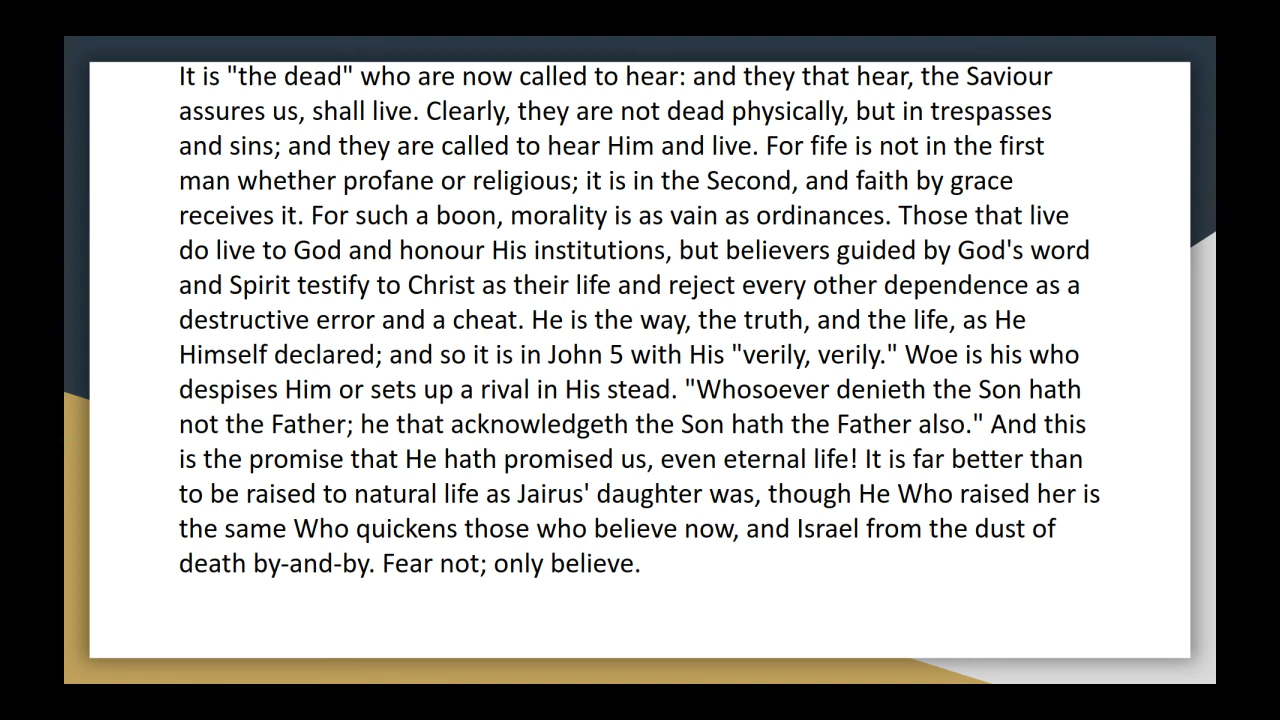 It is "the dead" who are now called to hear: and they that hear, the Saviour
assures us, shall live. Clearly, they are not dead physically, but in trespasses
and sins; and they are called to hear Him and live. For fife is not in the first
man whether profane or religious; it is in the Second, and faith by grace
receives it. For such a boon, morality is as vain as ordinances. Those that live
do live to God and honour His institutions, but believers guided by God's word
and Spirit testify to Christ as their life and reject every other dependence as a
destructive error and a cheat. He is the way, the truth, and the life, as He
Himself declared; and so it is in John 5 with His "verily, verily." Woe is his who
despises Him or sets up a rival in His stead. "Whosoever denieth the Son hath
not the Father; he that acknowledgeth the Son hath the Father also." And this
is the promise that He hath promised us, even eternal life! It is far better than
to be raised to natural life as Jairus' daughter was, though He Who raised her is
the same Who quickens those who believe now, and Israel from the dust of
death by-and-by. Fear not; only believe.